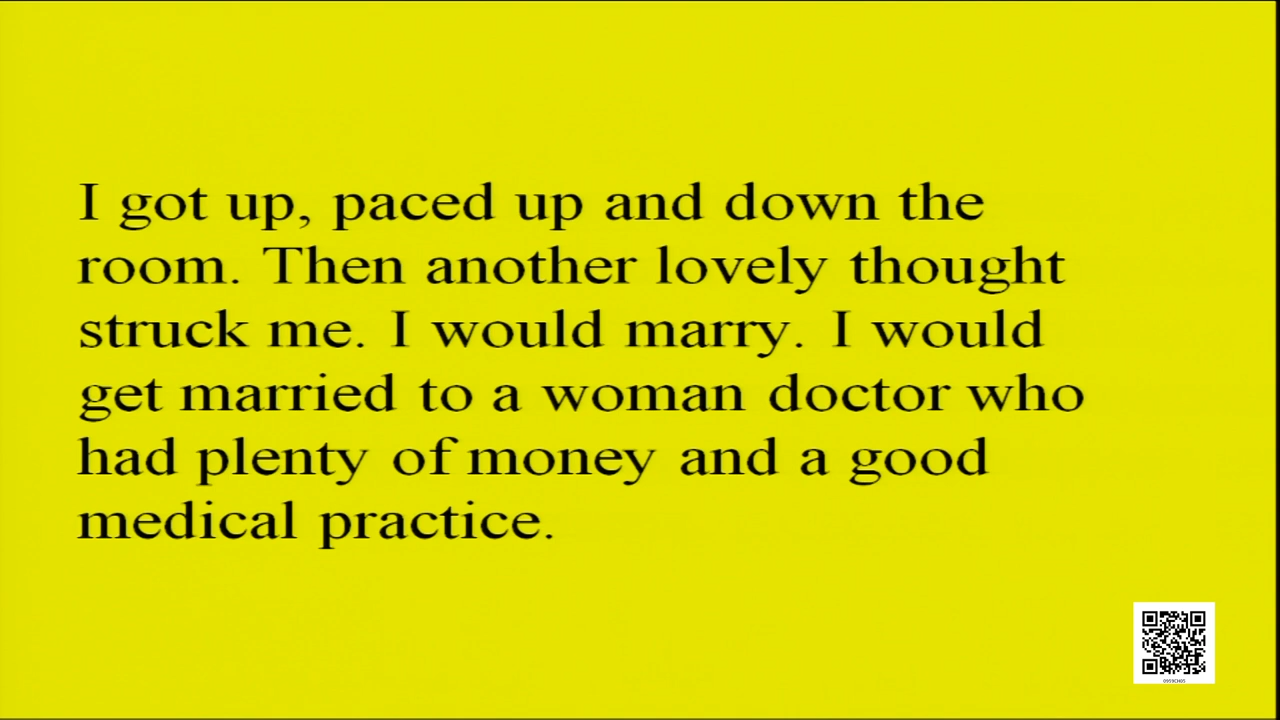 I got up, paced up and down the
room. Then another lovely thought
struck me. I would marry. I would
get married to a woman doctor who
had plenty of money and a good
medical practice.
0959CH05